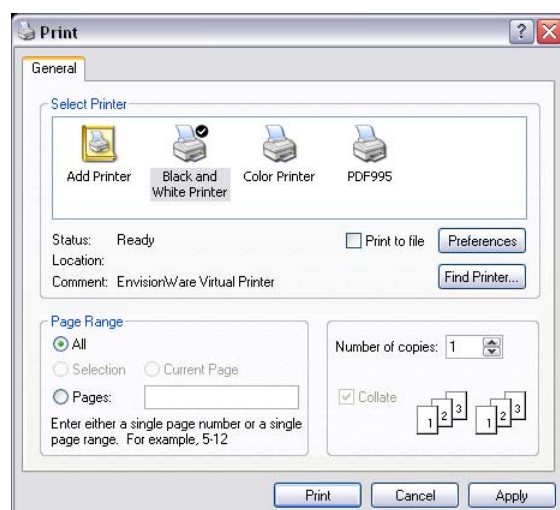 Print
General
Select Printer
Add Printer
Black and
White Printer
Color Printer
PDF995
Status: Ready
Print to file
Preferences
Location:
Comment: EnvisionWare Virtual Printer
Find Printer...
Page Range
All
Selection
Current Page
Pages:
Enter either a single page number or a single
page range. For example, 5-12
Number of copies: 1
Collate
1 2 3 1 2 3
Print
Cancel
Apply